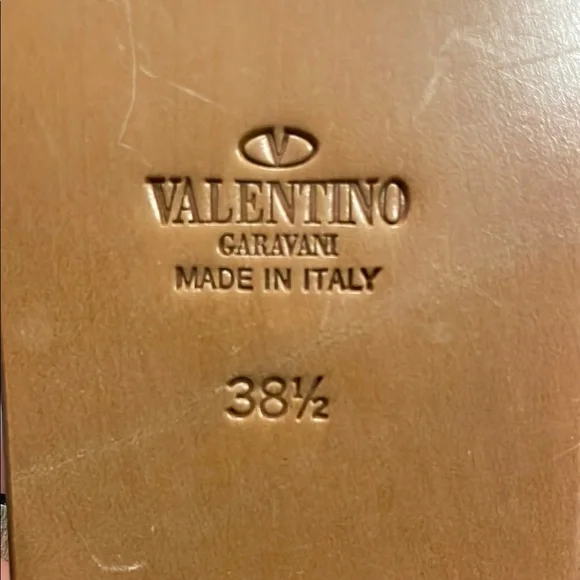 V
VALENTINO
GARAVANI
MADE IN ITALY
38½